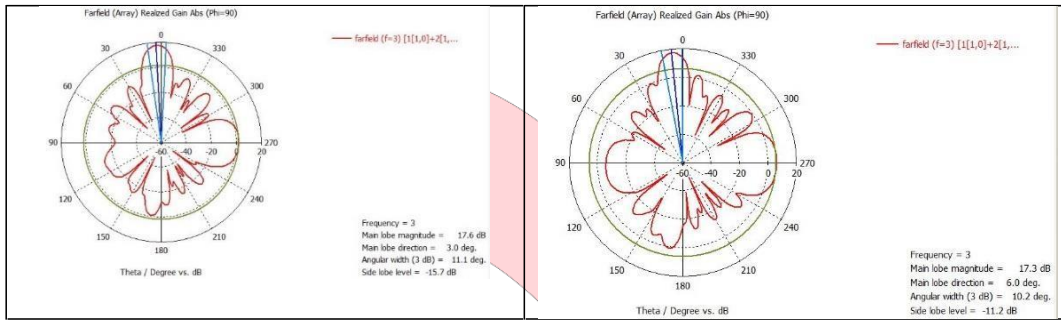 Farfield (Array) Realized Gain Abs (Phi=90)
0
30
330
farfield (f=3) [1[1,0]+2[1,...
60
300
90
-60
-40
-20
0
20
270
120
240
150
210
180
Frequency = 3
Main lobe magnitude = 17.6 dB
Main lobe direction = 3.0 deg.
Angular width (3 dB) = 11.1 deg.
Side lobe level = -15.7 dB
Theta / Degree vs. dB
Farfield (Array) Realized Gain Abs (Phi=90)
0
30
330
farfield (f=3) [1[1,0]+2[1,...
60
300
90
-60
-40
-20
0
20
270
120
240
150
210
180
Frequency = 3
Main lobe magnitude = 17.3 dB
Main lobe direction = 6.0 deg.
Angular width (3 dB) = 10.2 deg.
Side lobe level = -11.2 dB
Theta / Degree vs. dB